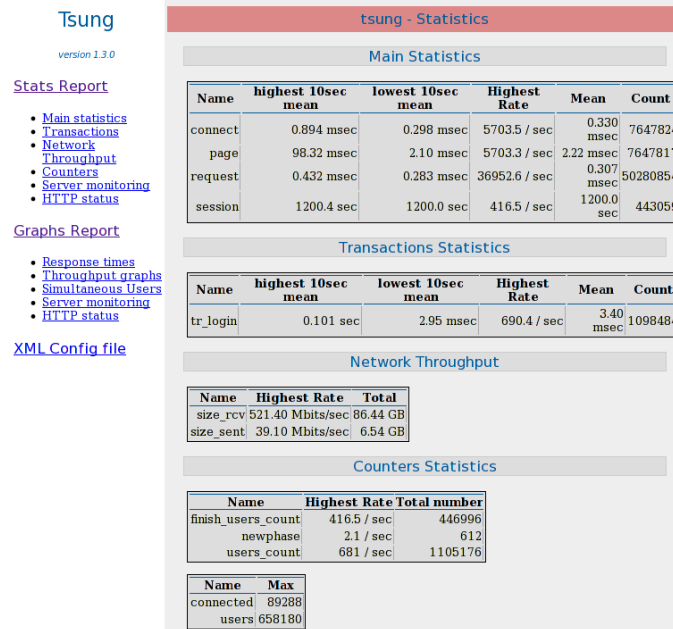 Tsung
version 1.3.0
Stats Report
Main statistics
Transactions
Network
Throughput
Counters
Server monitoring
HTTP status
Graphs Report
Response times
Throughput graphs
Simultaneous Users
Server monitoring
HTTP status
XML Config file
tsung - Statistics
Main Statistics
Name highest 10sec mean lowest 10sec mean Highest Rate Mean Count
connect 0.894 msec 0.298 msec 5703.5 / sec 0.330 msec 7647824
page 98.32 msec 2.10 msec 5703.3 / sec 2.22 msec 7647817
request 0.432 msec 0.283 msec 36952.6 / sec 0.307 msec 50280854
session 1200.4 sec 1200.0 sec 416.5 / sec 1200.0 sec 443059
Transactions Statistics
Name highest 10sec mean lowest 10sec mean Highest Rate Mean Count
tr_login 0.101 sec 2.95 msec 690.4 / sec 3.40 msec 1098484
Network Throughput
Name Highest Rate Total
size_rcv 521.40 Mbits/sec 86.44 GB
size_sent 39.10 Mbits/sec 6.54 GB
Counters Statistics
Name Highest Rate Total number
finish_users_count 416.5 / sec 446996
newphase 2.1 / sec 612
users_count 681 / sec 1105176
Name Max
connected 89288
users 658180